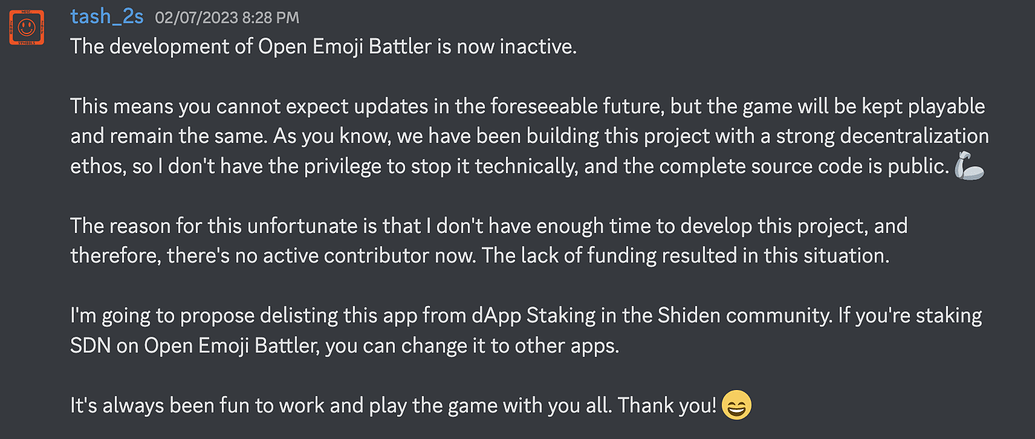 tash_2s 02/07/2023 8:28 PM
The development of Open Emoji Battler is now inactive.
This means you cannot expect updates in the foreseeable future, but the game will be kept playable
and remain the same. As you know, we have been building this project with a strong decentralization
ethos, so I don't have the privilege to stop it technically, and the complete source code is public. 🦾
The reason for this unfortunate is that I don't have enough time to develop this project, and
therefore, there's no active contributor now. The lack of funding resulted in this situation.
I'm going to propose delisting this app from dApp Staking in the Shiden community. If you're staking
SDN on Open Emoji Battler, you can change it to other apps.
It's always been fun to work and play the game with you all. Thank you! 😄